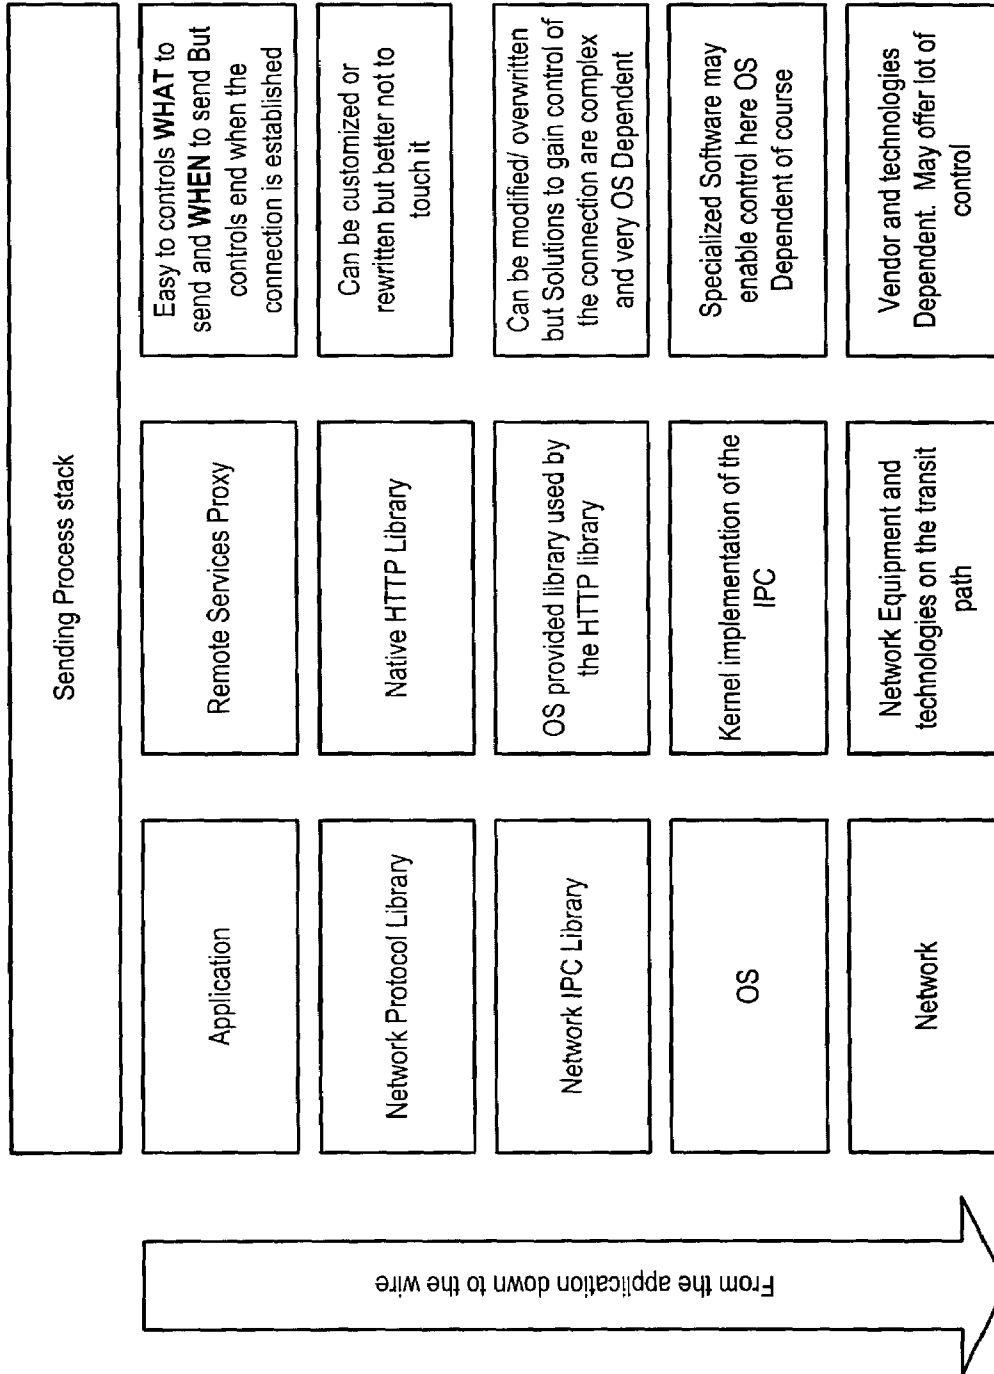 Sending Process stack
From the application down to the wire
Application
Remote Services Proxy
Easy to controls WHAT to
send and WHEN to send But
controls end when the
connection is established
Network Protocol Library
Native HTTP Library
Can be customized or
rewritten but better not to
touch it
Network IPC Library
OS provided library used by
the HTTP library
Can be modified/ overwritten
but Solutions to gain control of
the connection are complex
and very OS Dependent
OS
Kernel implementation of the
IPC
Specialized Software may
enable control here OS
Dependent of course
Network
Network Equipment and
technologies on the transit
path
Vendor and technologies
Dependent. May offer lot of
control